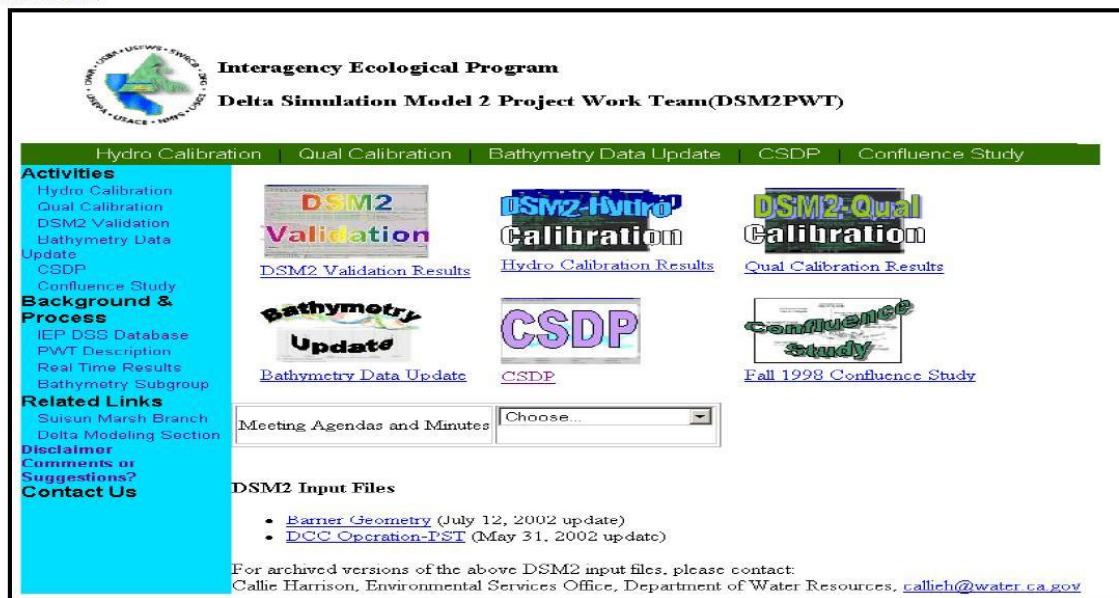 Interagency Ecological Program
Delta Simulation Model 2 Project Work Team(DSM2PWT)
Hydro Calibration | Qual Calibration | Bathymetry Data Update | CSDP | Confluence Study
Activities
Hydro Calibration
Qual Calibration
DSM2 Validation
Bathymetry Data
Update
CSDP
Confluence Study
Background &
Process
IEP DSS Database
PWT Description
Real Time Results
Bathymetry Subgroup
Related Links
Suisun Marsh Branch
Delta Modeling Section
Disclaimer
Comments or
Suggestions?
Contact Us
DSM2
Validation
DSM2 Validation Results
DSM2-Hydro
Calibration
Hydro Calibration Results
DSM2-Qual
Calibration
Qual Calibration Results
Bathymetry
Update
Bathymetry Data Update
CSDP
CSDP
Confluence
Study
Fall 1998 Confluence Study
Meeting Agendas and Minutes
Choose...
DSM2 Input Files
Barrier Geometry (July 12, 2002 update)
DCC Operation-PST (May 31, 2002 update)
For archived versions of the above DSM2 input files, please contact:
Callie Harrison, Environmental Services Office, Department of Water Resources, callieh@water.ca.gov